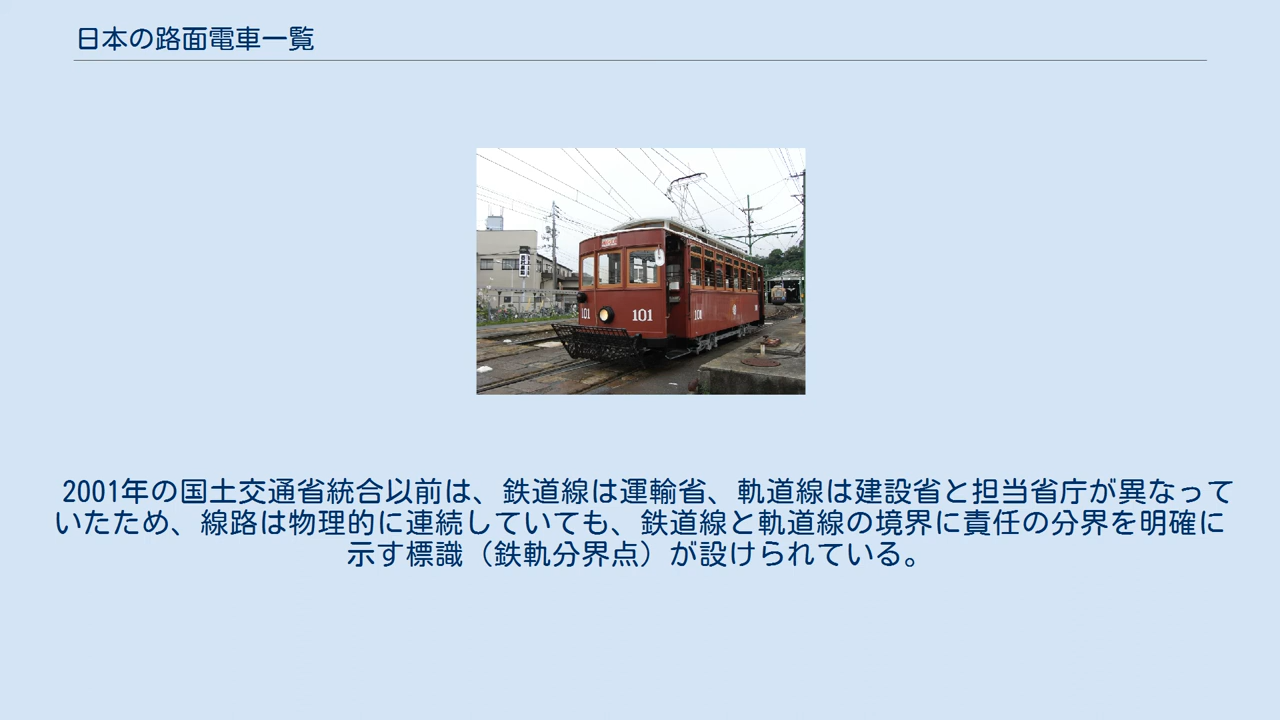 日本の路面電車一覧
101
101
101
2001年の国土交通省統合以前は、鉄道線は運輸省、軌道線は建設省と担当省庁が異なって
いたため、線路は物理的に連続していても、鉄道線と軌道線の境界に責任の分界を明確に
示す標識（鉄軌分界点）が設けられている。